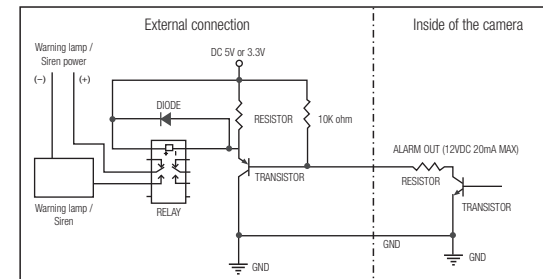 External connection
Inside of the camera
Warning lamp /
Siren power
(−)
(+)
DC 5V or 3.3V
DIODE
RESISTOR
10K ohm
ALARM OUT (12VDC 20mA MAX)
RESISTOR
TRANSISTOR
TRANSISTOR
Warning lamp /
Siren
RELAY
GND
GND
GND